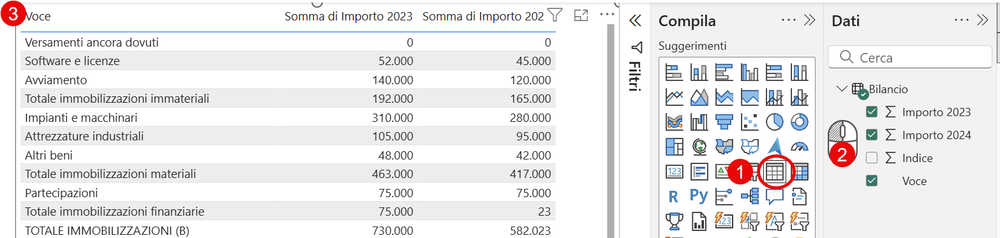 3
Voce Somma di Importo 2023 Somma di Importo 202
Versamenti ancora dovuti 0 0
Software e licenze 52.000 45.000
Avviamento 140.000 120.000
Totale immobilizzazioni immateriali 192.000 165.000
Impianti e macchinari 310.000 280.000
Attrezzature industriali 105.000 95.000
Altri beni 48.000 42.000
Totale immobilizzazioni materiali 463.000 417.000
Partecipazioni 75.000 75.000
Totale immobilizzazioni finanziarie 75.000 23
TOTALE IMMOBILIZZAZIONI (B) 730.000 582.023
Filtri
Compila
Suggerimenti
123
1
R Py
123
Dati
Cerca
Bilancio
Importo 2023
Importo 2024
2
Indice
Voce